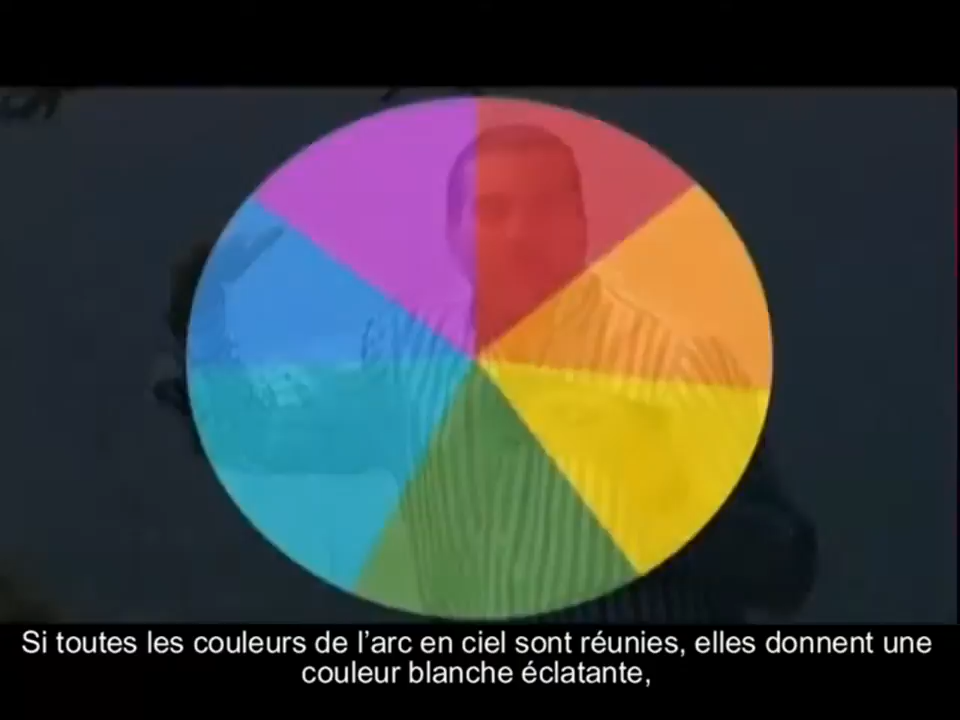 Si toutes les couleurs de l’arc en ciel sont réunies, elles donnent une
couleur blanche éclatante,